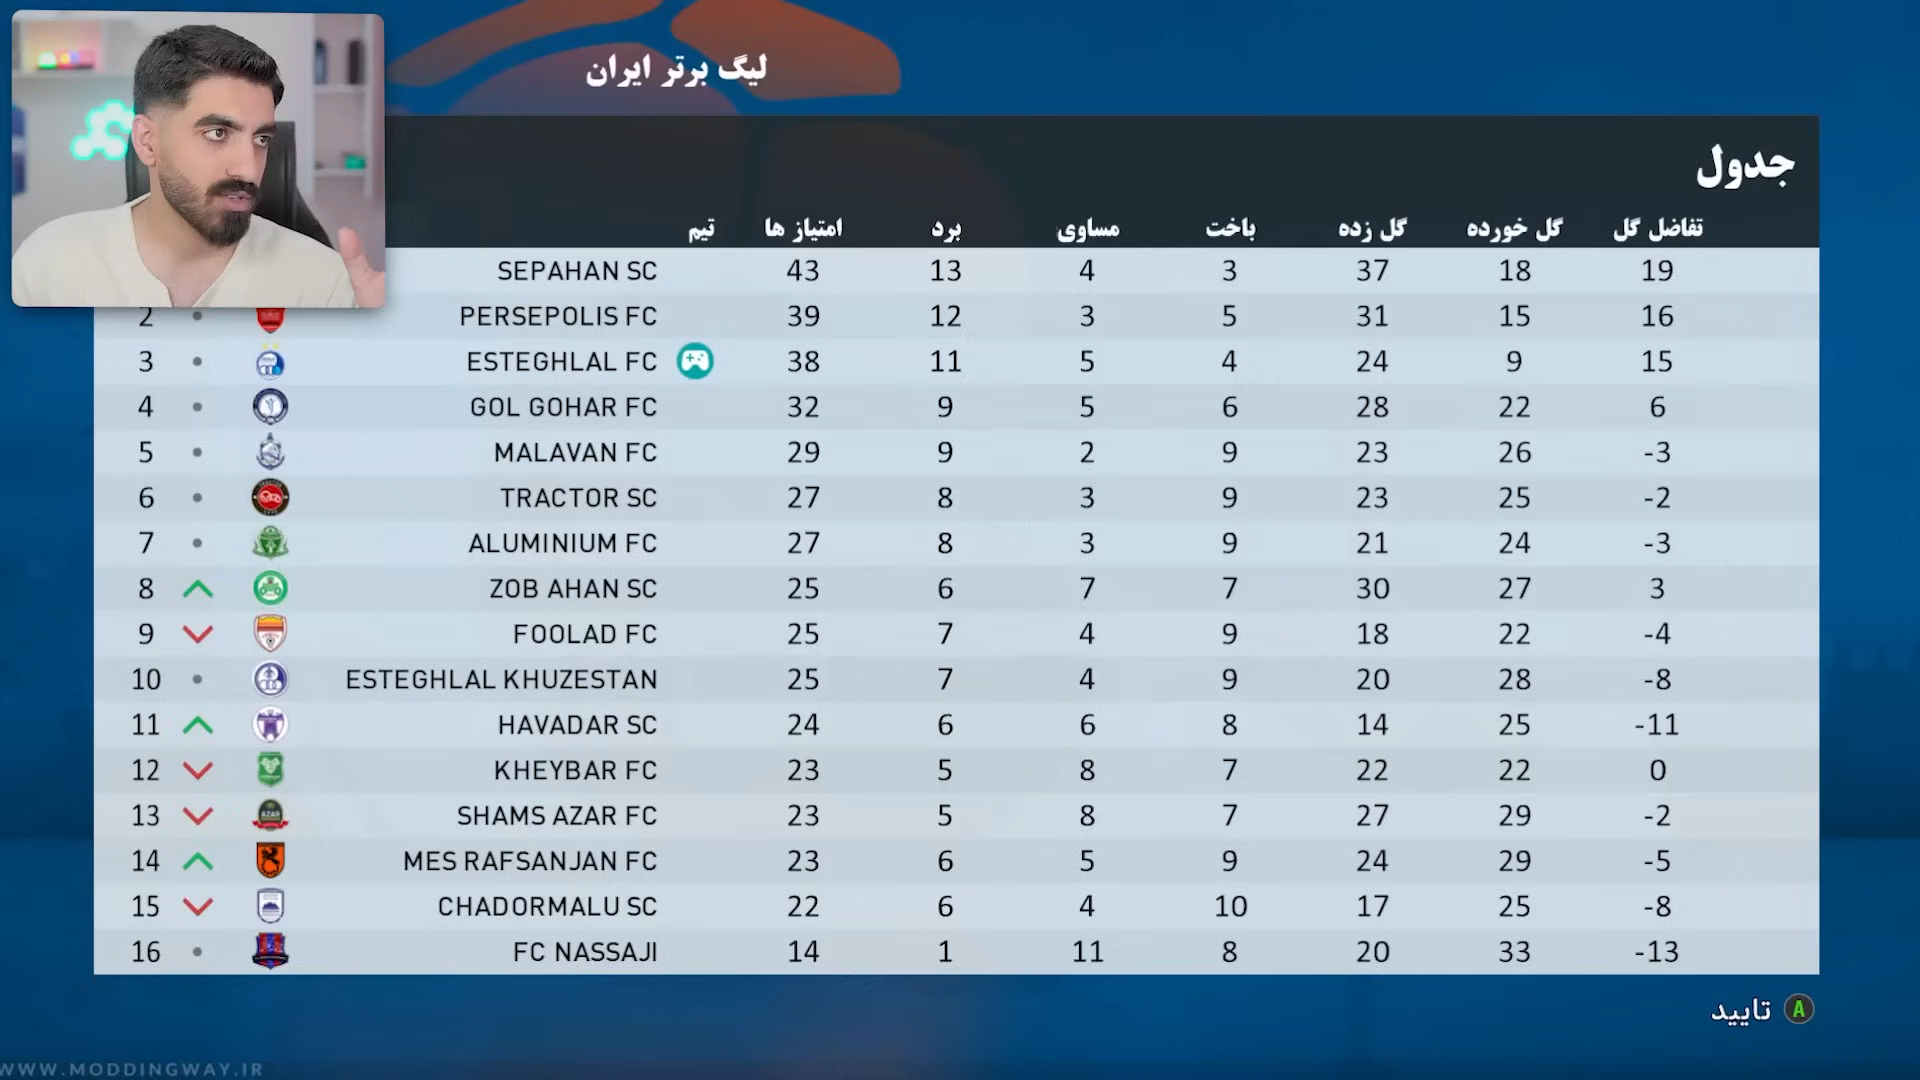 لیگ برتر ایران
جدول
تیم امتیاز ها برد مساوی باخت گل زده گل خورده تفاضل گل
SEPAHAN SC 43 13 4 3 37 18 19
2 PERSEPOLIS FC 39 12 3 5 31 15 16
3 ESTEGHLAL FC 38 11 5 4 24 9 15
4 GOL GOHAR FC 32 9 5 6 28 22 6
5 MALAVAN FC 29 9 2 9 23 26 -3
6 TRACTOR SC 27 8 3 9 23 25 -2
7 ALUMINIUM FC 27 8 3 9 21 24 -3
8 ZOB AHAN SC 25 6 7 7 30 27 3
9 FOOLAD FC 25 7 4 9 18 22 -4
10 ESTEGHLAL KHUZESTAN 25 7 4 9 20 28 -8
11 HAVADAR SC 24 6 6 8 14 25 -11
12 KHEYBAR FC 23 5 8 7 22 22 0
13 SHAMS AZAR FC 23 5 8 7 27 29 -2
14 MES RAFSANJAN FC 23 6 5 9 24 29 -5
15 CHADORMALU SC 22 6 4 10 17 25 -8
16 FC NASSAJI 14 1 11 8 20 33 -13
تایید A
WWW.MODDINGWAY.IR